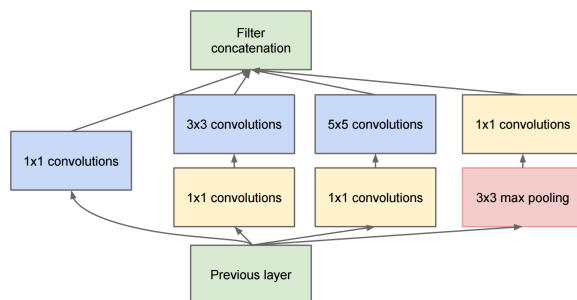 Filter
concatenation
3x3 convolutions
5x5 convolutions
1x1 convolutions
1x1 convolutions
1x1 convolutions
1x1 convolutions
3x3 max pooling
Previous layer